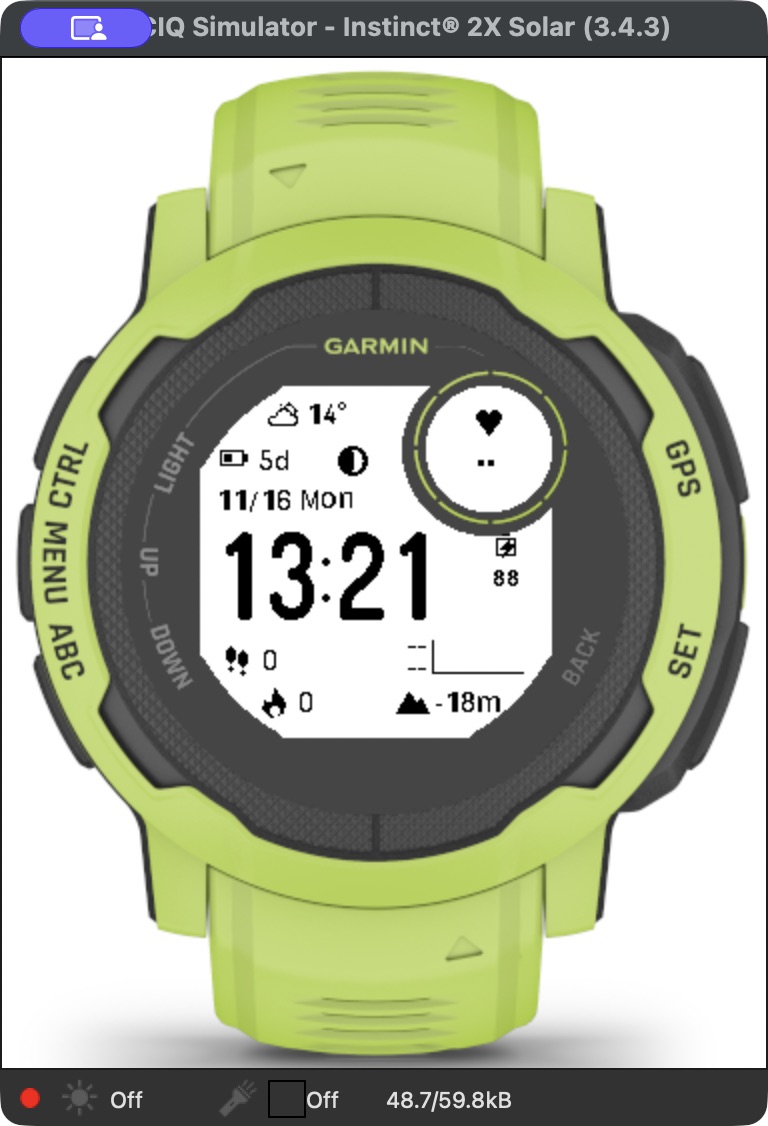 CIQ Simulator - Instinct® 2X Solar (3.4.3)
GARMIN
14°
5d
11/16 Mon
13:21
88
--
--
--
0
0
-18m
LIGHT
UP
DOWN
BACK
CTRL
MENU
ABC
GPS
SET
Off
Off
48.7/59.8kB